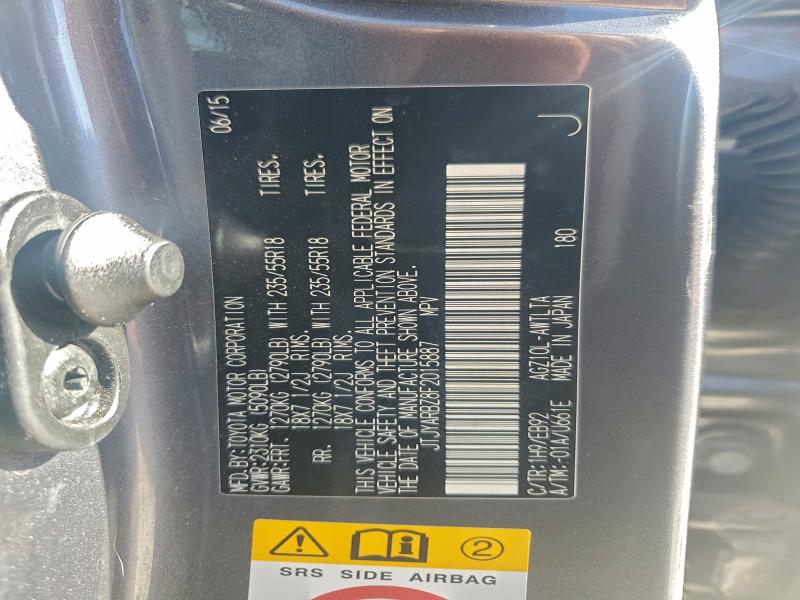 MFD.BY:TOYOTA MOTOR CORPORATION 06/15
GVWR:2310KG (5090LB)
GAWR:FRT. 1270KG (2790LB) WITH 235/55R18 TIRES.
18X7 1/2J RIMS.
RR. 1270KG (2790LB) WITH 235/55R18 TIRES.
18X7 1/2J RIMS.
THIS VEHICLE CONFORMS TO ALL APPLICABLE FEDERAL MOTOR
VEHICLE SAFETY AND THEFT PREVENTION STANDARDS IN EFFECT ON
THE DATE OF MANUFACTURE SHOWN ABOVE.
JTJYARBZ8F2015887 MPV
C/TR:1H9/EB92 AGZ10L-AWTLTA 180 J
A/TM:-01A/U661E MADE IN JAPAN
2
SRS SIDE AIRBAG